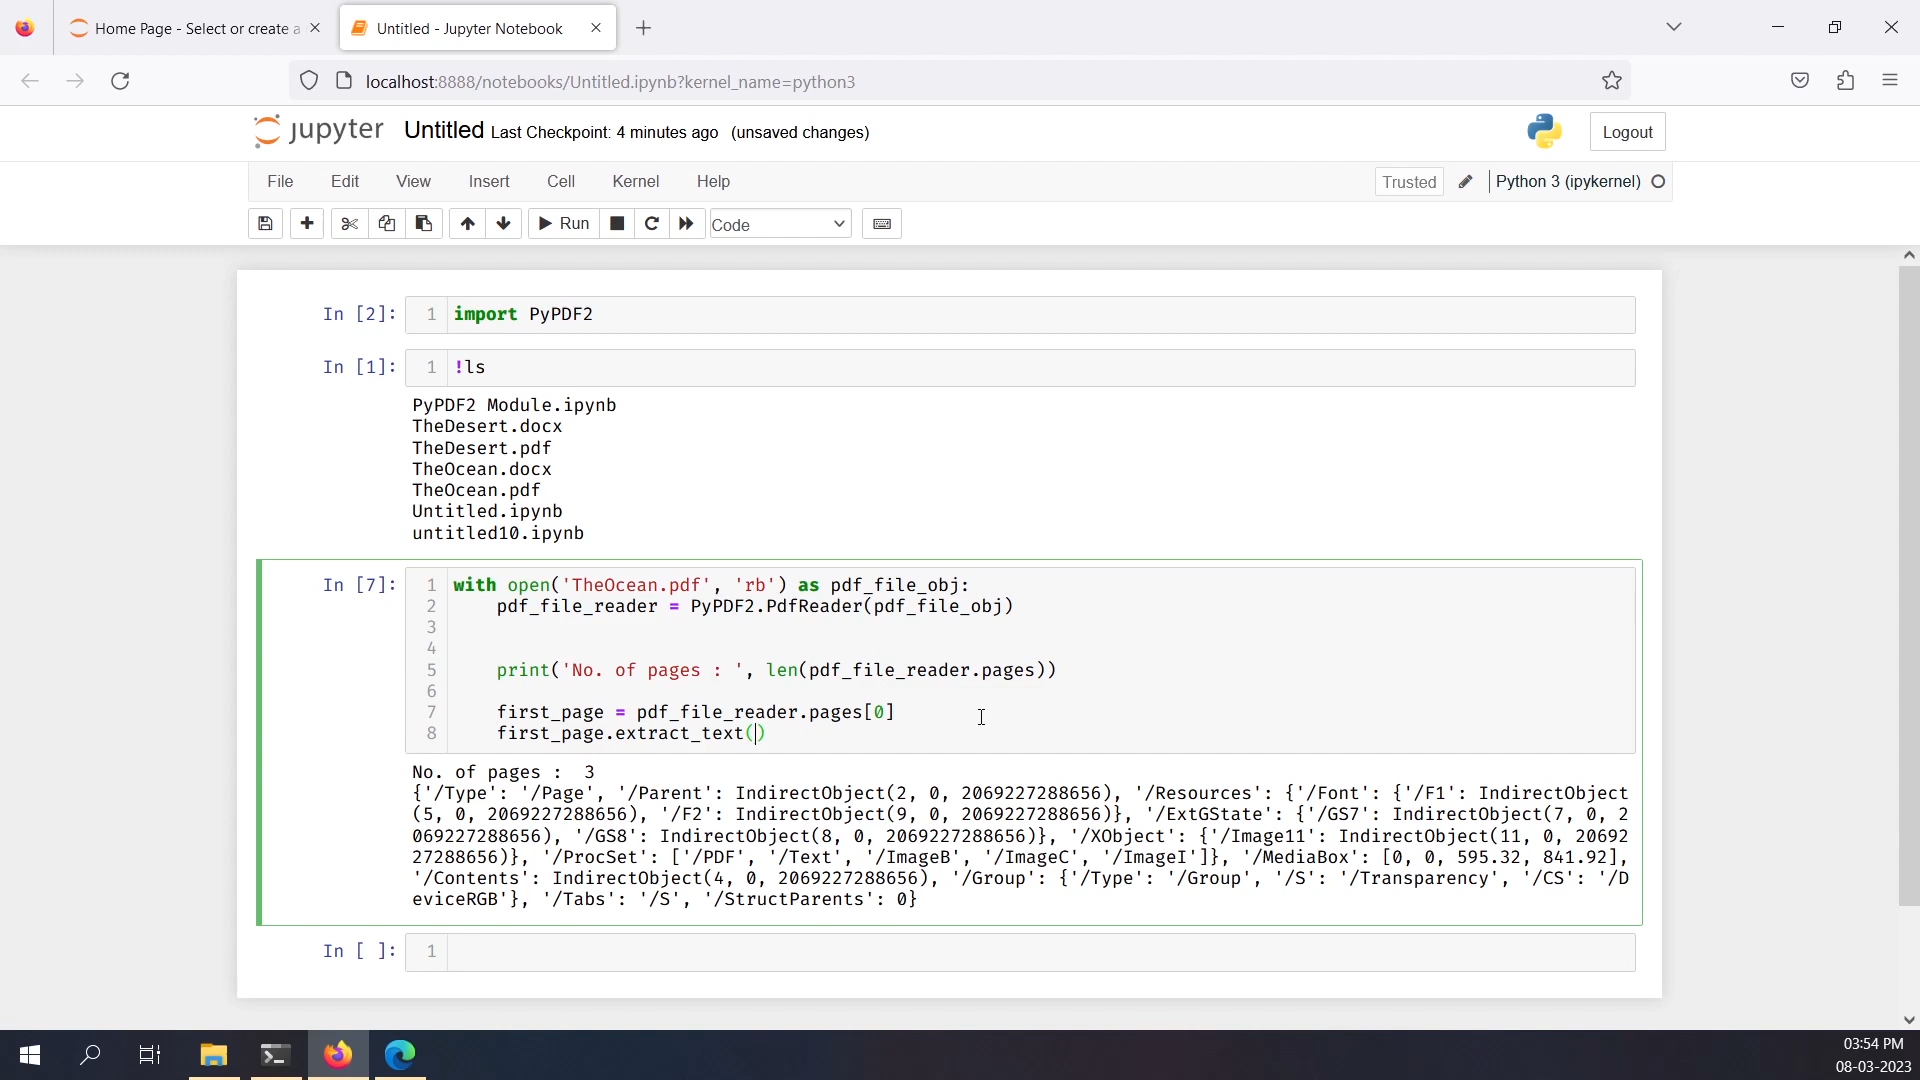 Home Page - Select or create a
Untitled - Jupyter Notebook
localhost:8888/notebooks/Untitled.ipynb?kernel_name=python3
jupyter Untitled Last Checkpoint: 4 minutes ago (unsaved changes)
Logout
File Edit View Insert Cell Kernel Help
Trusted Python 3 (ipykernel)
Run Code
In [2]: 1 import PyPDF2
In [1]: 1 !ls
PyPDF2 Module.ipynb
TheDesert.docx
TheDesert.pdf
TheOcean.docx
TheOcean.pdf
Untitled.ipynb
untitled10.ipynb
In [7]: 1 with open('TheOcean.pdf', 'rb') as pdf_file_obj:
2     pdf_file_reader = PyPDF2.PdfReader(pdf_file_obj)
3
4
5     print('No. of pages : ', len(pdf_file_reader.pages))
6
7     first_page = pdf_file_reader.pages[0]
8     first_page.extract_text()
No. of pages :  3
{'/Type': '/Page', '/Parent': IndirectObject(2, 0, 2069227288656), '/Resources': {'/Font': {'/F1': IndirectObject
(5, 0, 2069227288656), '/F2': IndirectObject(9, 0, 2069227288656)}, '/ExtGState': {'/GS7': IndirectObject(7, 0, 2
069227288656), '/GS8': IndirectObject(8, 0, 2069227288656)}, '/XObject': {'/Image11': IndirectObject(11, 0, 20692
27288656)}, '/ProcSet': ['/PDF', '/Text', '/ImageB', '/ImageC', '/ImageI']}, '/MediaBox': [0, 0, 595.32, 841.92],
'/Contents': IndirectObject(4, 0, 2069227288656), '/Group': {'/Type': '/Group', '/S': '/Transparency', '/CS': '/D
eviceRGB'}, '/Tabs': '/S', '/StructParents': 0}
In [ ]: 1
03:54 PM
08-03-2023